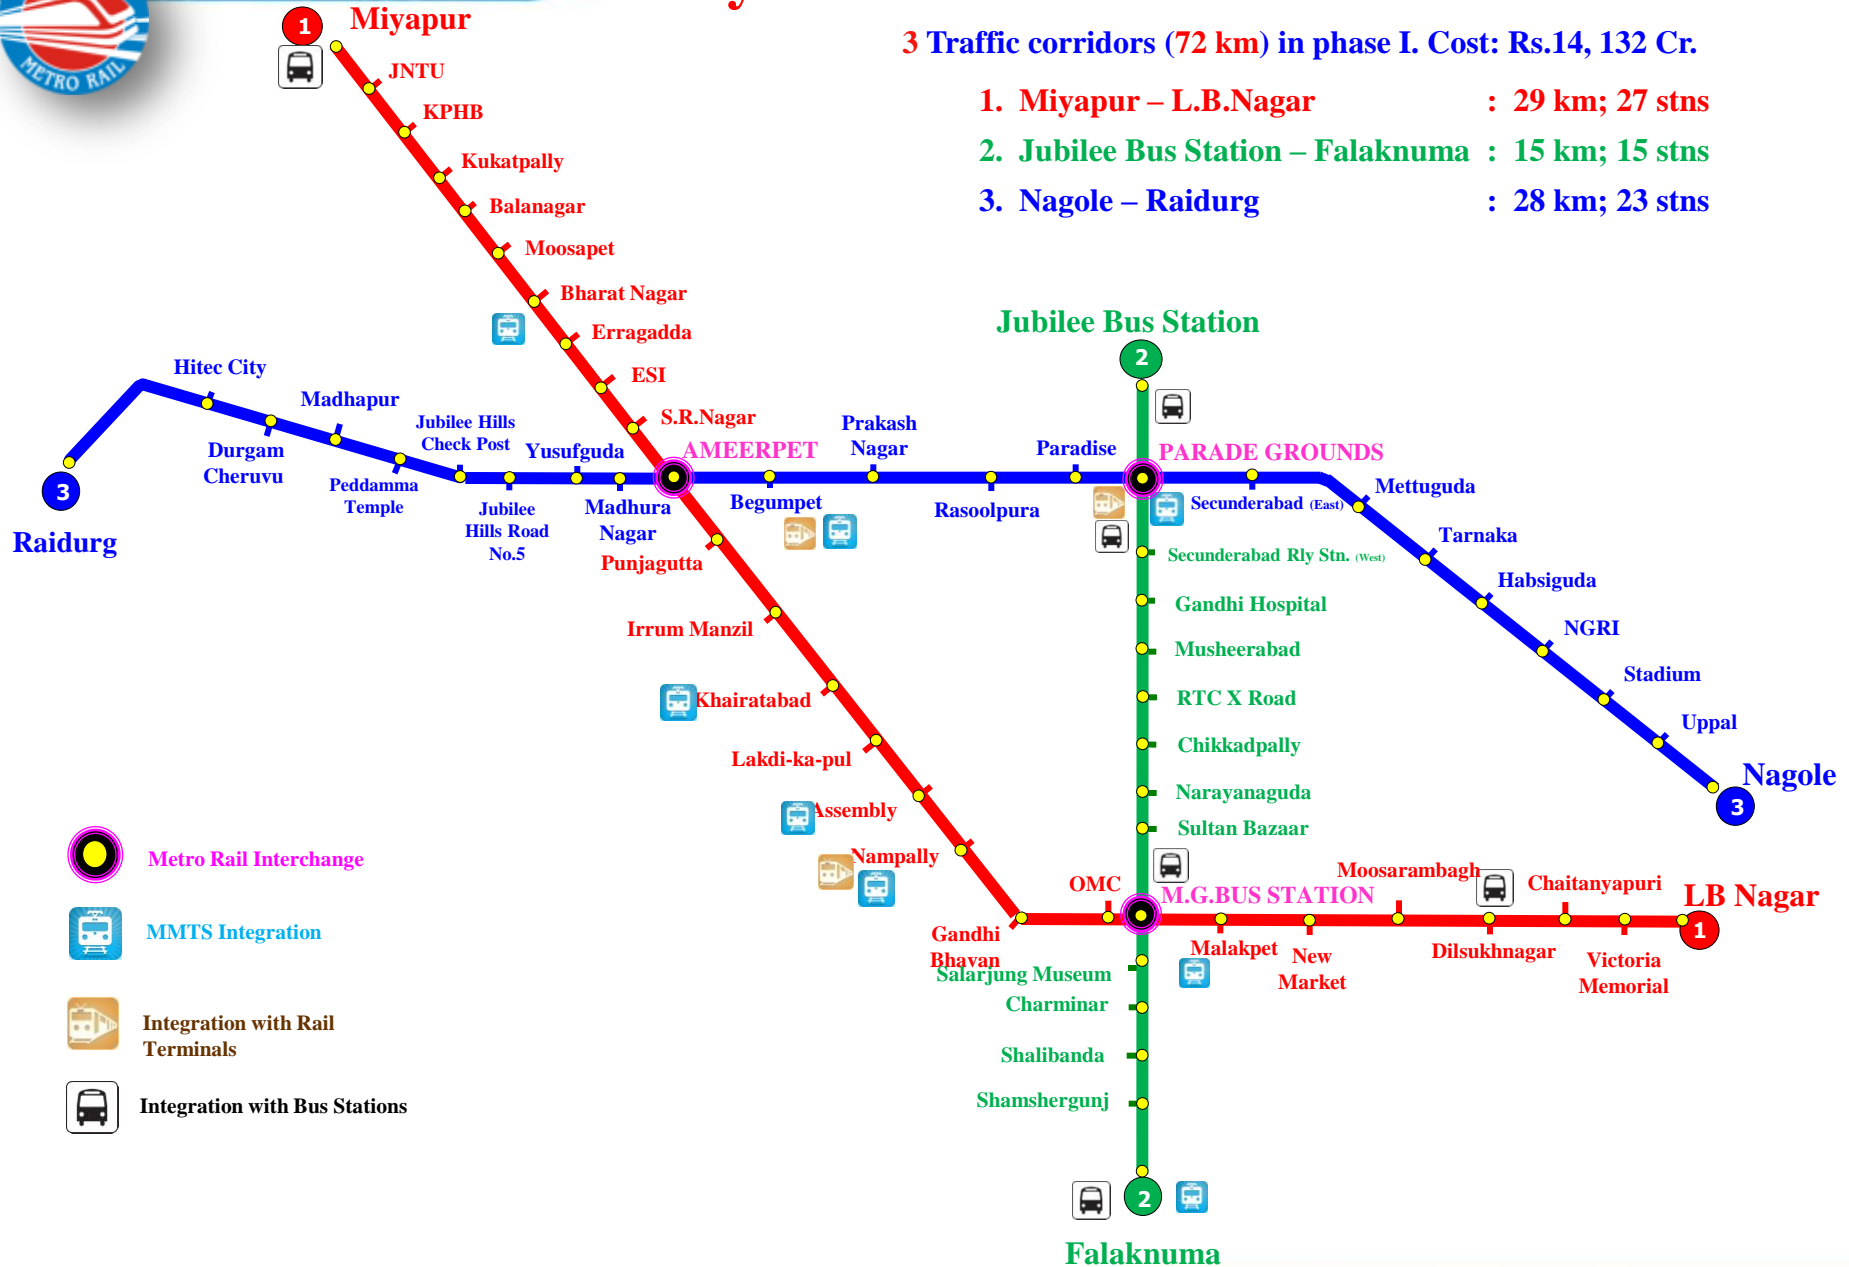 METRO RAIL
3 Traffic corridors (72 km) in phase I. Cost: Rs.14, 132 Cr.
1. Miyapur – L.B.Nagar : 29 km; 27 stns
2. Jubilee Bus Station – Falaknuma : 15 km; 15 stns
3. Nagole – Raidurg : 28 km; 23 stns
1
Miyapur
JNTU
KPHB
Kukatpally
Balanagar
Moosapet
Bharat Nagar
Erragadda
ESI
S.R.Nagar
AMEERPET
Punjagutta
Irrum Manzil
Khairatabad
Lakdi-ka-pul
Assembly
Nampally
Gandhi
Bhavan
OMC
M.G.BUS STATION
Malakpet
New
Market
Moosarambagh
Dilsukhnagar
Chaitanyapuri
Victoria
Memorial
LB Nagar
1
Jubilee Bus Station
2
PARADE GROUNDS
Secunderabad Rly Stn. (West)
Gandhi Hospital
Musheerabad
RTC X Road
Chikkadpally
Narayanaguda
Sultan Bazaar
Salarjung Museum
Charminar
Shalibanda
Shamshergunj
2
Falaknuma
3
Raidurg
Hitec City
Durgam
Cheruvu
Madhapur
Peddamma
Temple
Jubilee Hills
Check Post
Jubilee
Hills Road
No.5
Yusufguda
Madhura
Nagar
Begumpet
Prakash
Nagar
Rasoolpura
Paradise
Secunderabad (East)
Mettuguda
Tarnaka
Habsiguda
NGRI
Stadium
Uppal
Nagole
3
Metro Rail Interchange
MMTS Integration
Integration with Rail
Terminals
Integration with Bus Stations